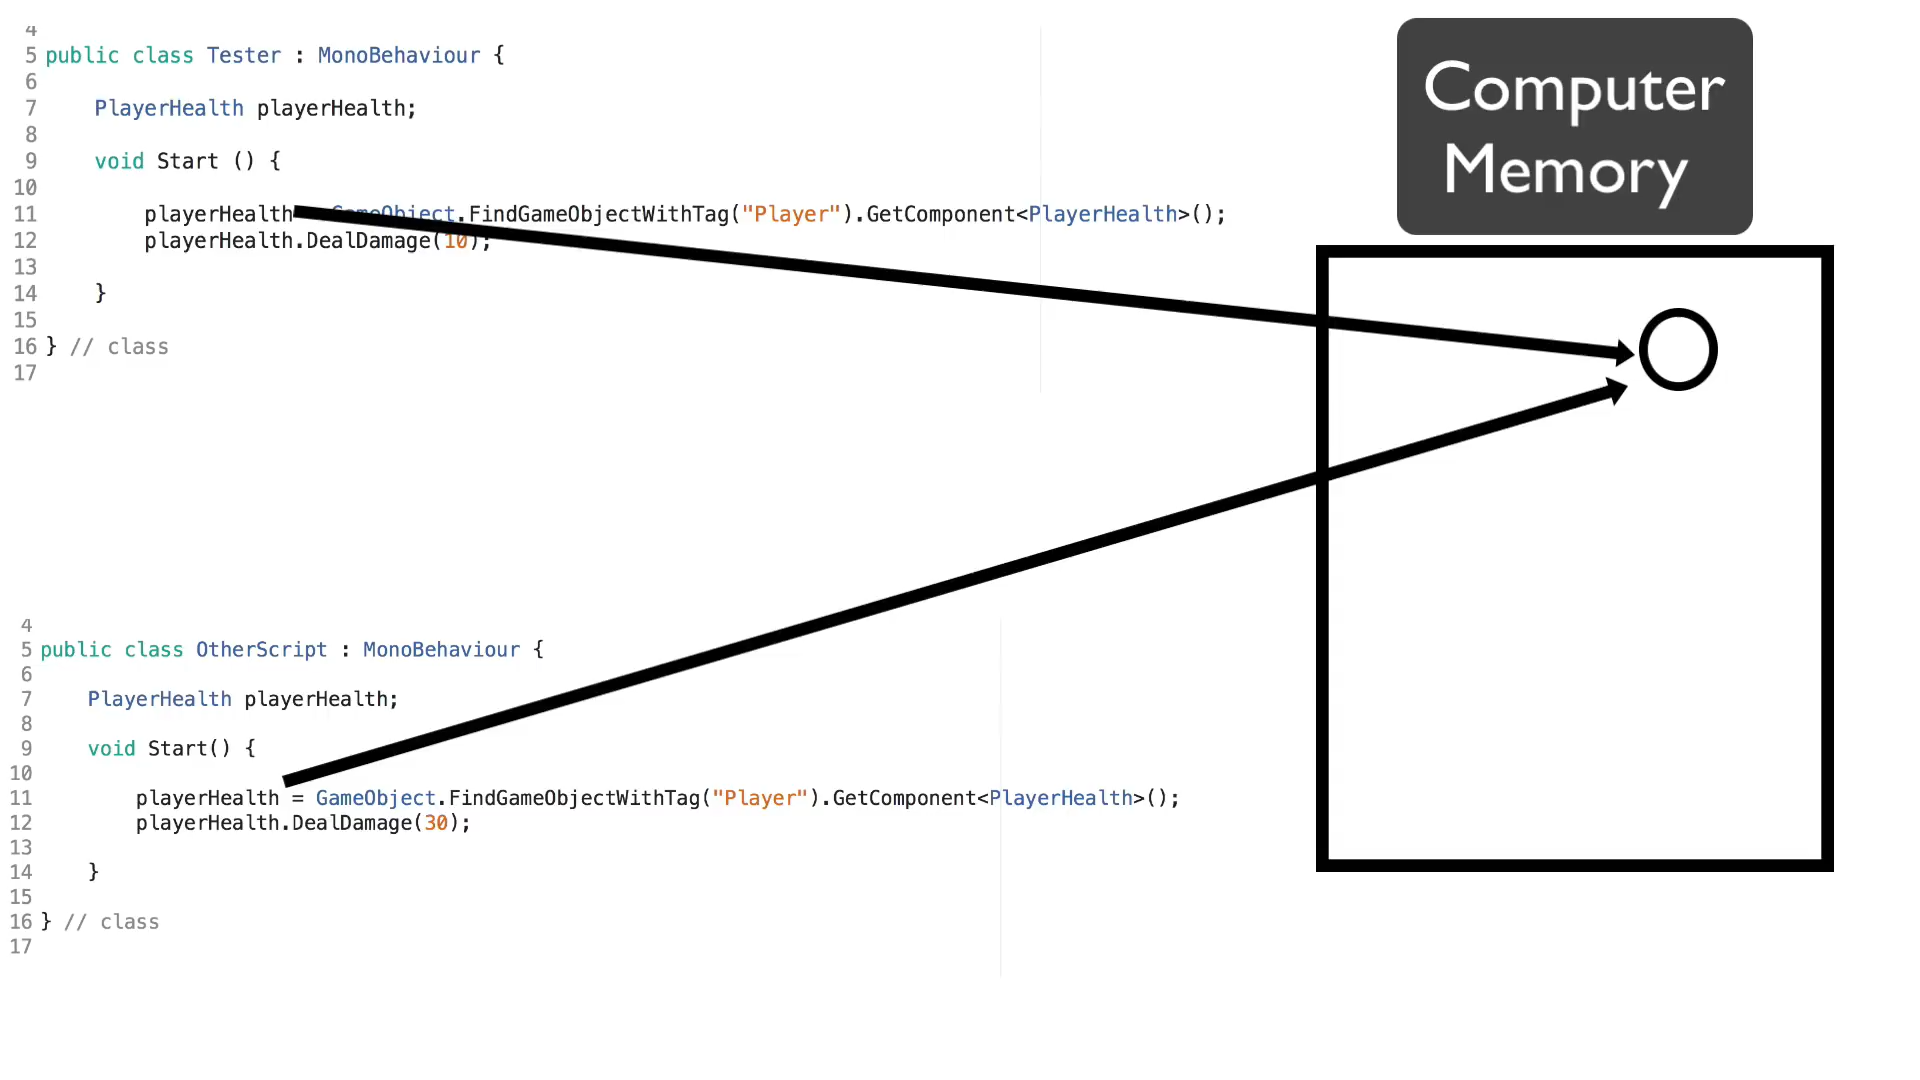 4
5 public class Tester : MonoBehaviour {
6
7 PlayerHealth playerHealth;
8
9 void Start () {
10
11 playerHealth GameObject.FindGameObjectWithTag("Player").GetComponent<PlayerHealth>();
12 playerHealth.DealDamage(10);
13
14 }
15
16 } // class
17
Computer
Memory
4
5 public class OtherScript : MonoBehaviour {
6
7 PlayerHealth playerHealth;
8
9 void Start() {
10
11 playerHealth = GameObject.FindGameObjectWithTag("Player").GetComponent<PlayerHealth>();
12 playerHealth.DealDamage(30);
13
14 }
15
16 } // class
17